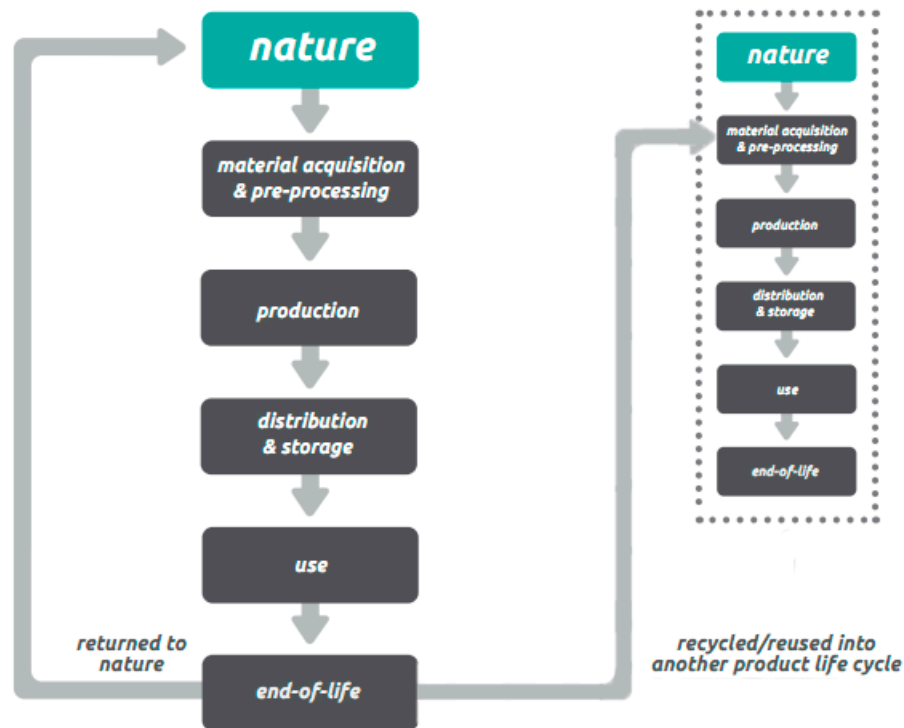 nature
material acquisition
& pre-processing
production
distribution
& storage
use
end-of-life
returned to
nature
nature
material acquisition
& pre-processing
production
distribution
& storage
use
end-of-life
recycled/reused into
another product life cycle